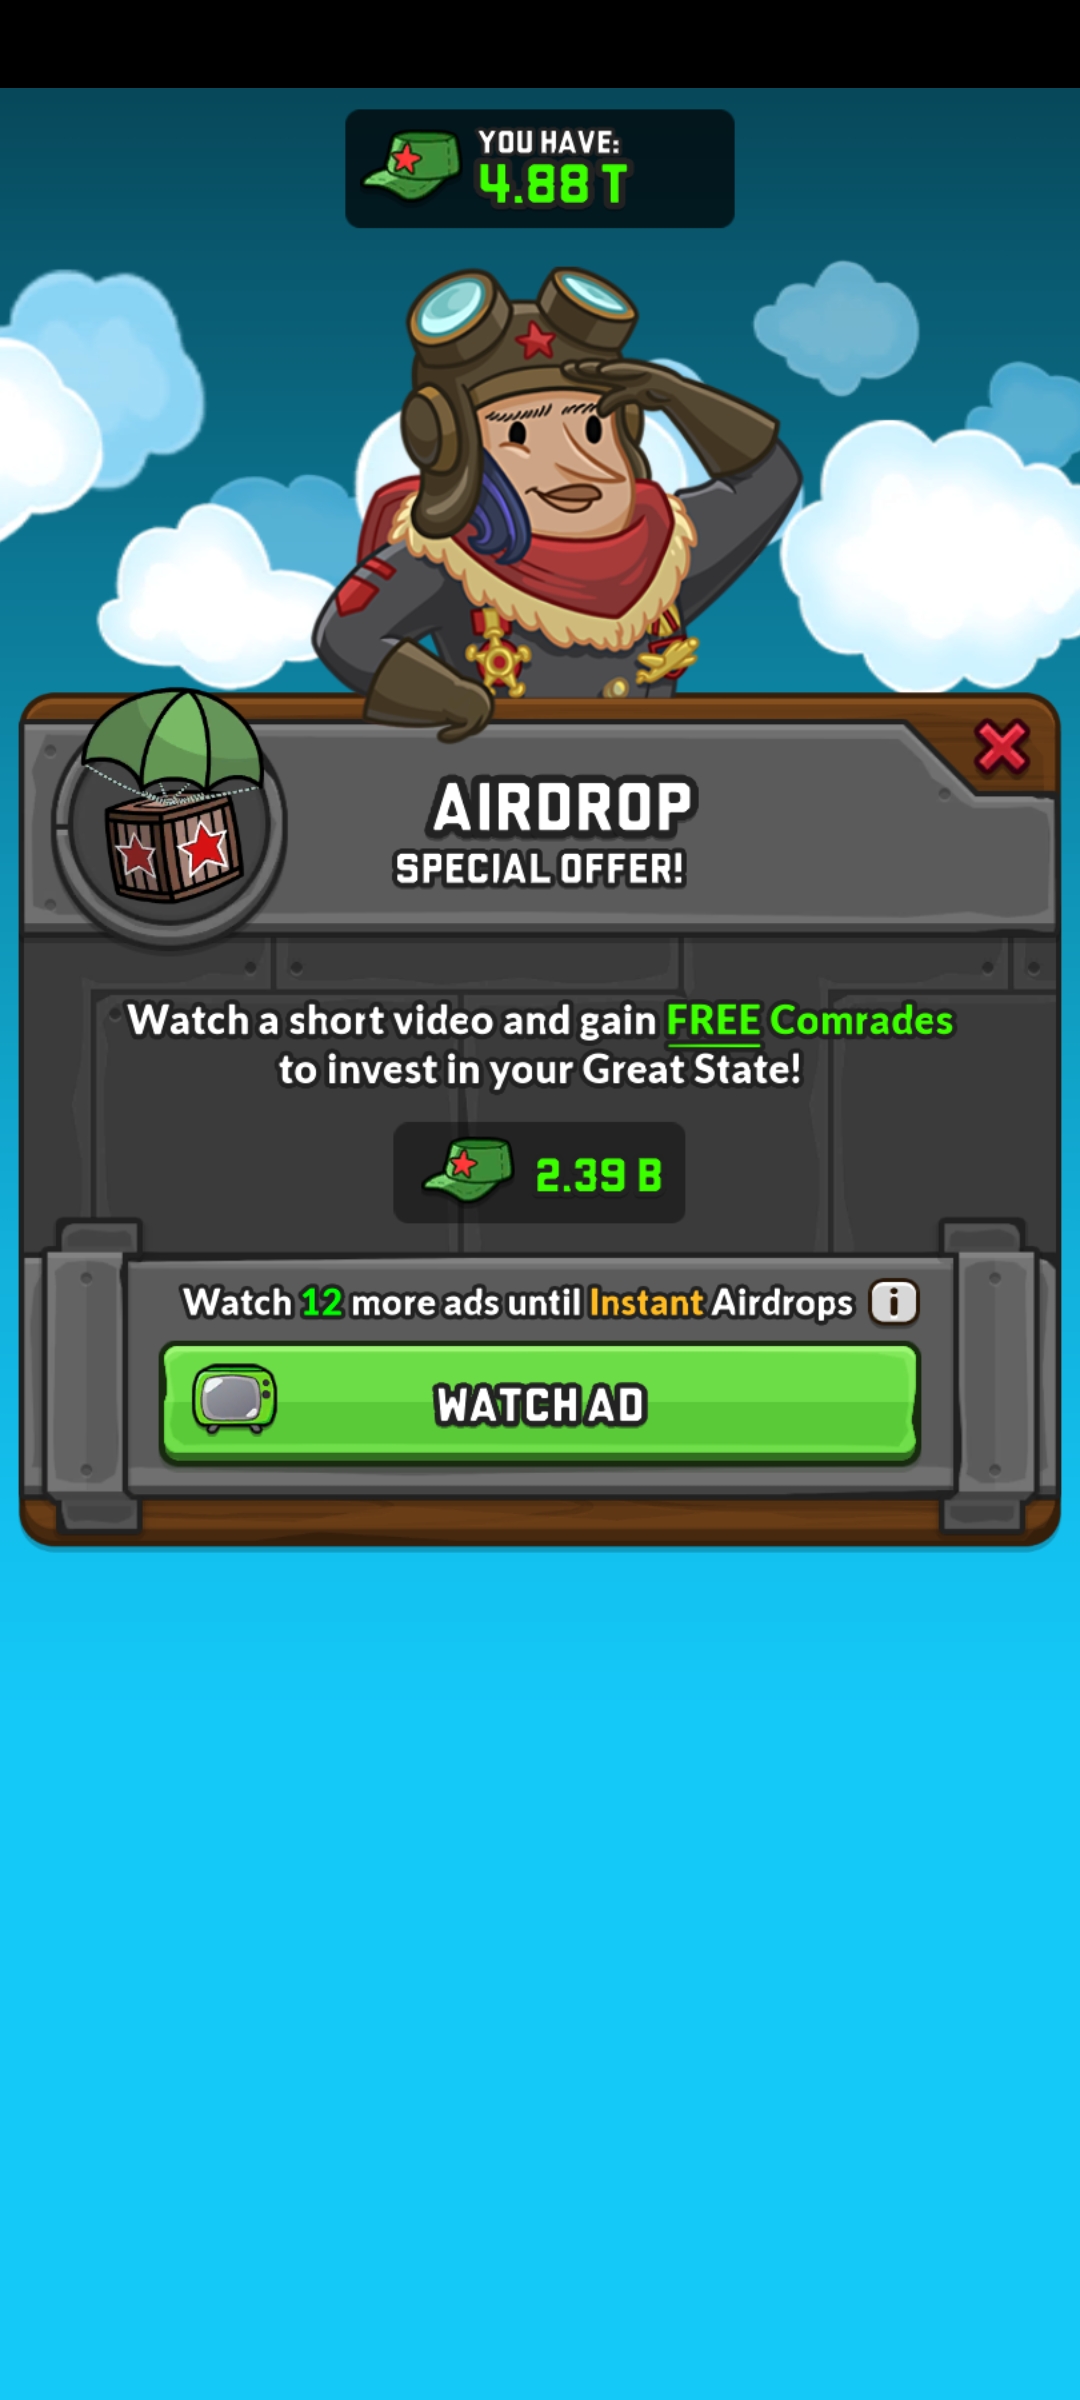 YOU HAVE:
4.88 T
AIRDROP
SPECIAL OFFER!
Watch a short video and gain FREE Comrades
to invest in your Great State!
2.39 B
Watch 12 more ads until Instant Airdrops i
WATCH AD